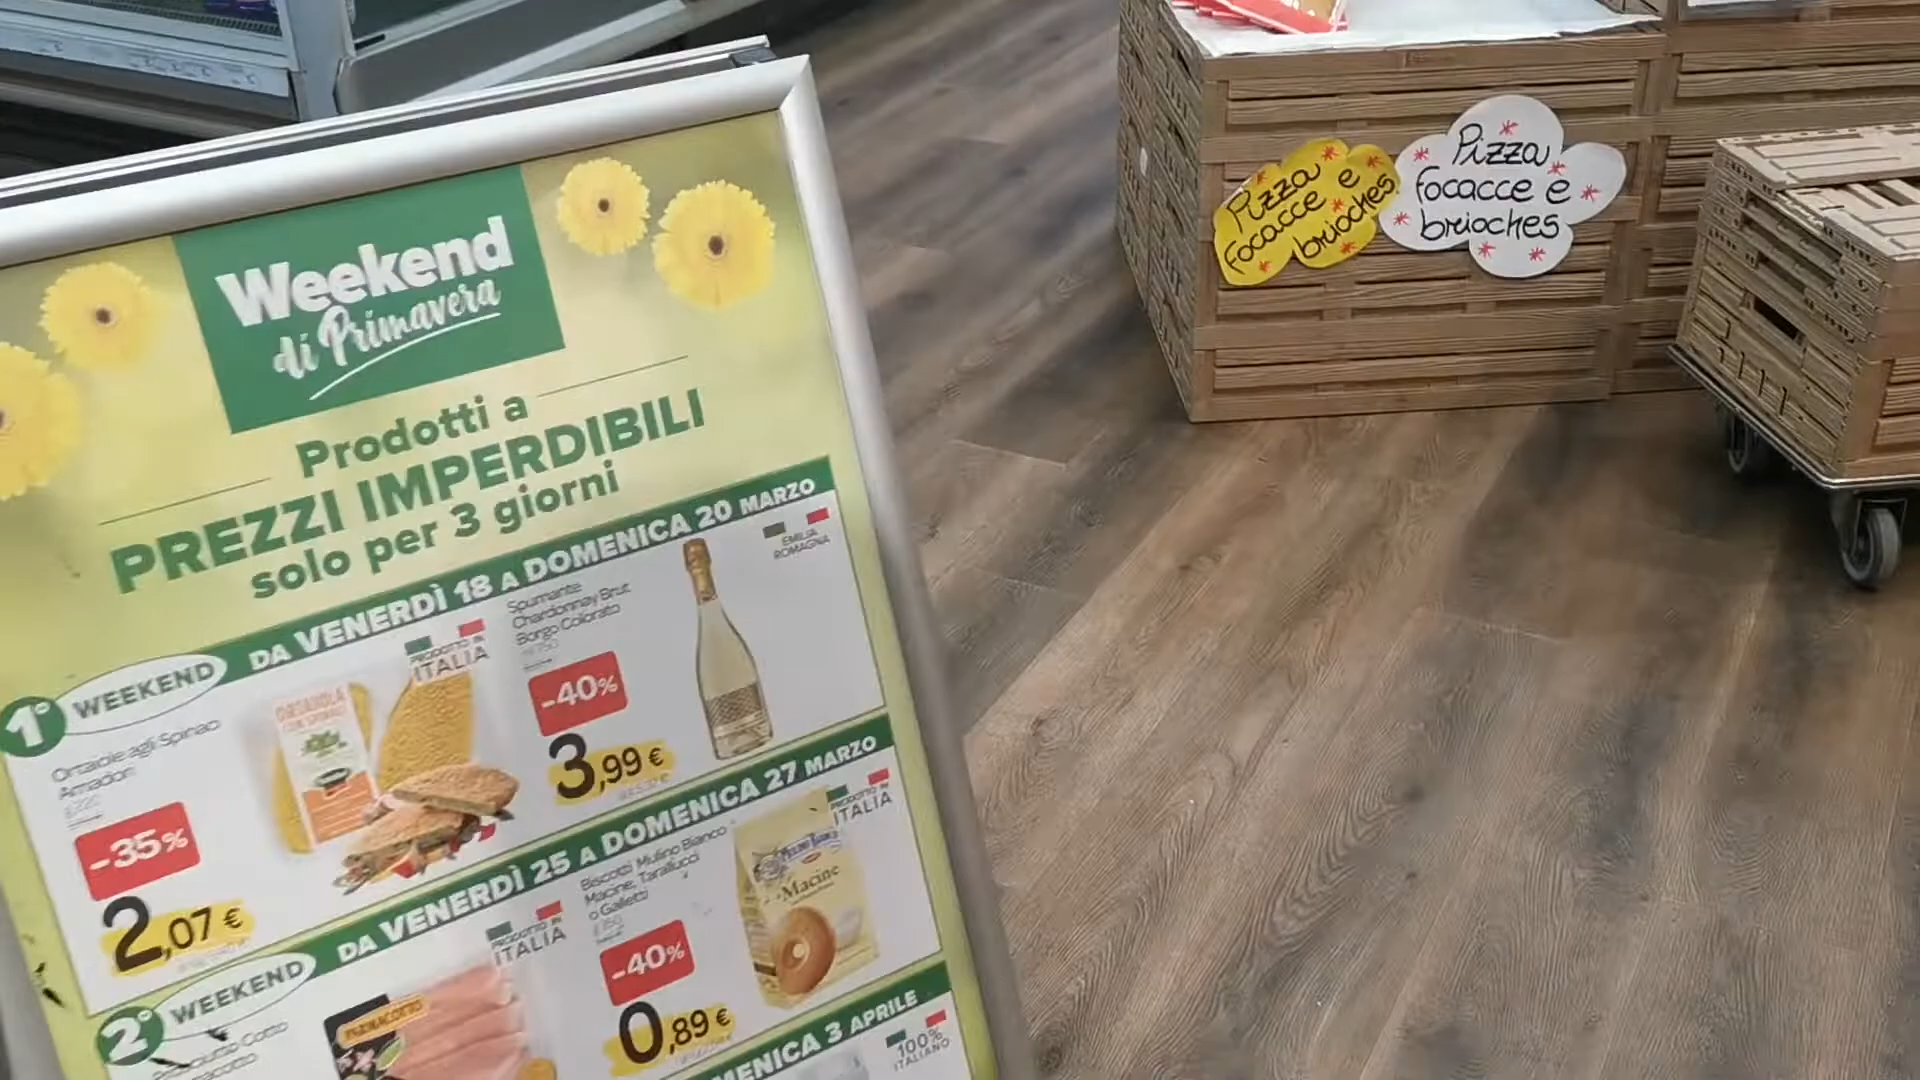 Weekend
di Primavera
Prodotti a
PREZZI IMPERDIBILI
solo per 3 giorni
1° WEEKEND DA VENERDÌ 18 A DOMENICA 20 MARZO
Ortaiole agli Spinaci
Amadori
-35%
2,07 €
PRODOTTO IN
ITALIA
Spumante
Chardonnay Brut
Borgo Colorato
-40%
3,99 €
EMILIA
ROMAGNA
2° WEEKEND DA VENERDÌ 25 A DOMENICA 27 MARZO
Cotto
PRODOTTO IN
ITALIA
PARMACOTTO
Biscotti Mulino Bianco
Macine, Tarallucci
o Galletti
-40%
0,89 €
PRODOTTO IN
ITALIA
Macine
3 APRILE
100%
ITALIANO
Pizza
focacce e
brioches
Pizza
focacce e
brioches